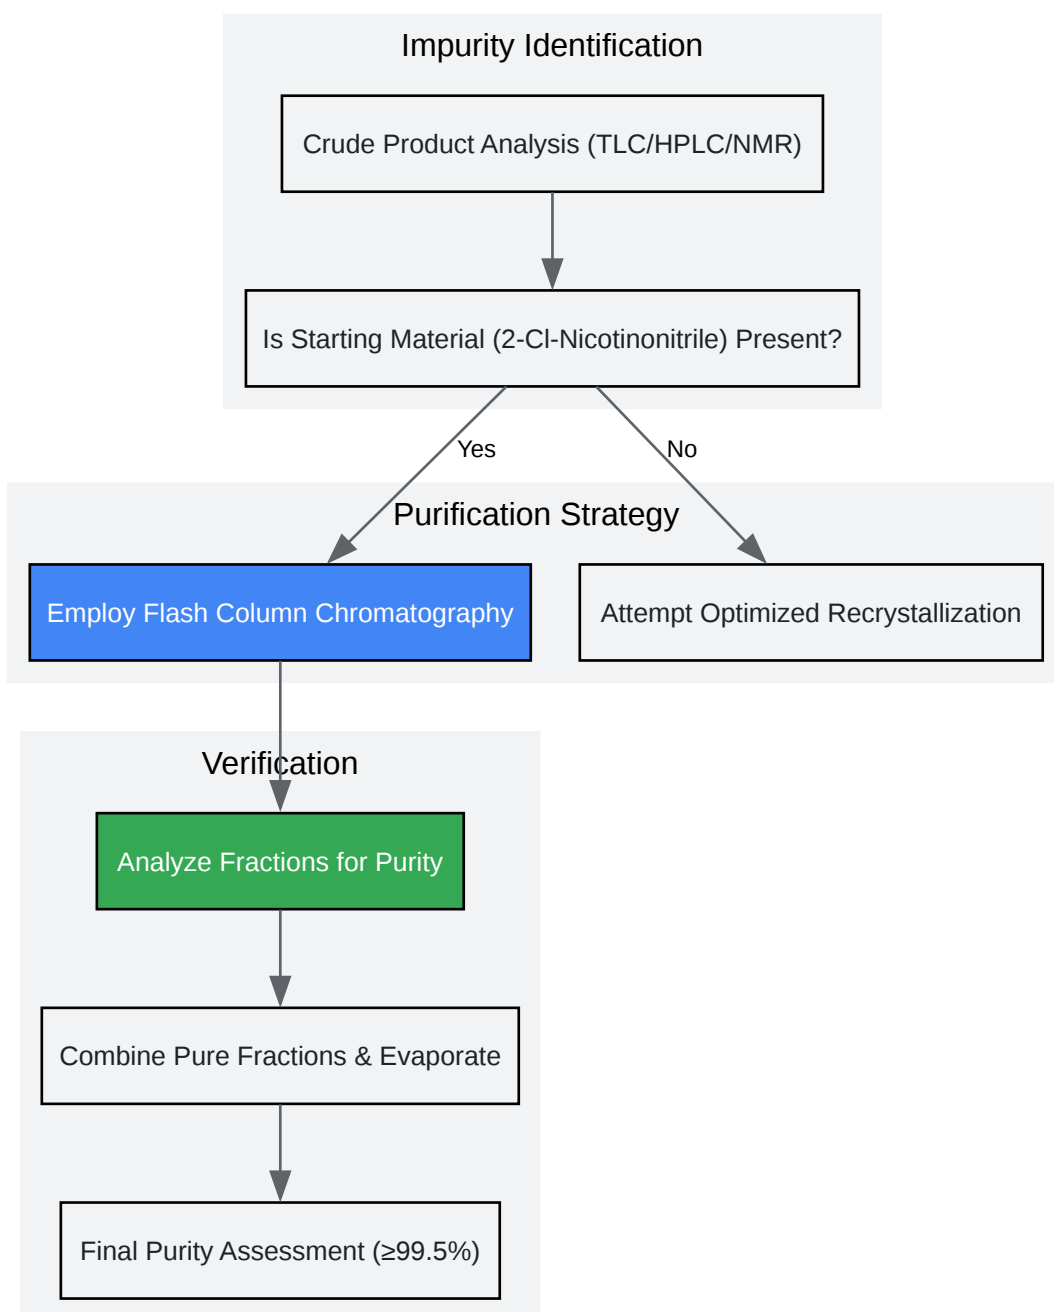 Impurity Identification
Crude Product Analysis (TLC/HPLC/NMR)
Is Starting Material (2-Cl-Nicotinonitrile) Present?
Yes
No
Purification Strategy
Employ Flash Column Chromatography
Attempt Optimized Recrystallization
Verification
Analyze Fractions for Purity
Combine Pure Fractions & Evaporate
Final Purity Assessment (≥99.5%)